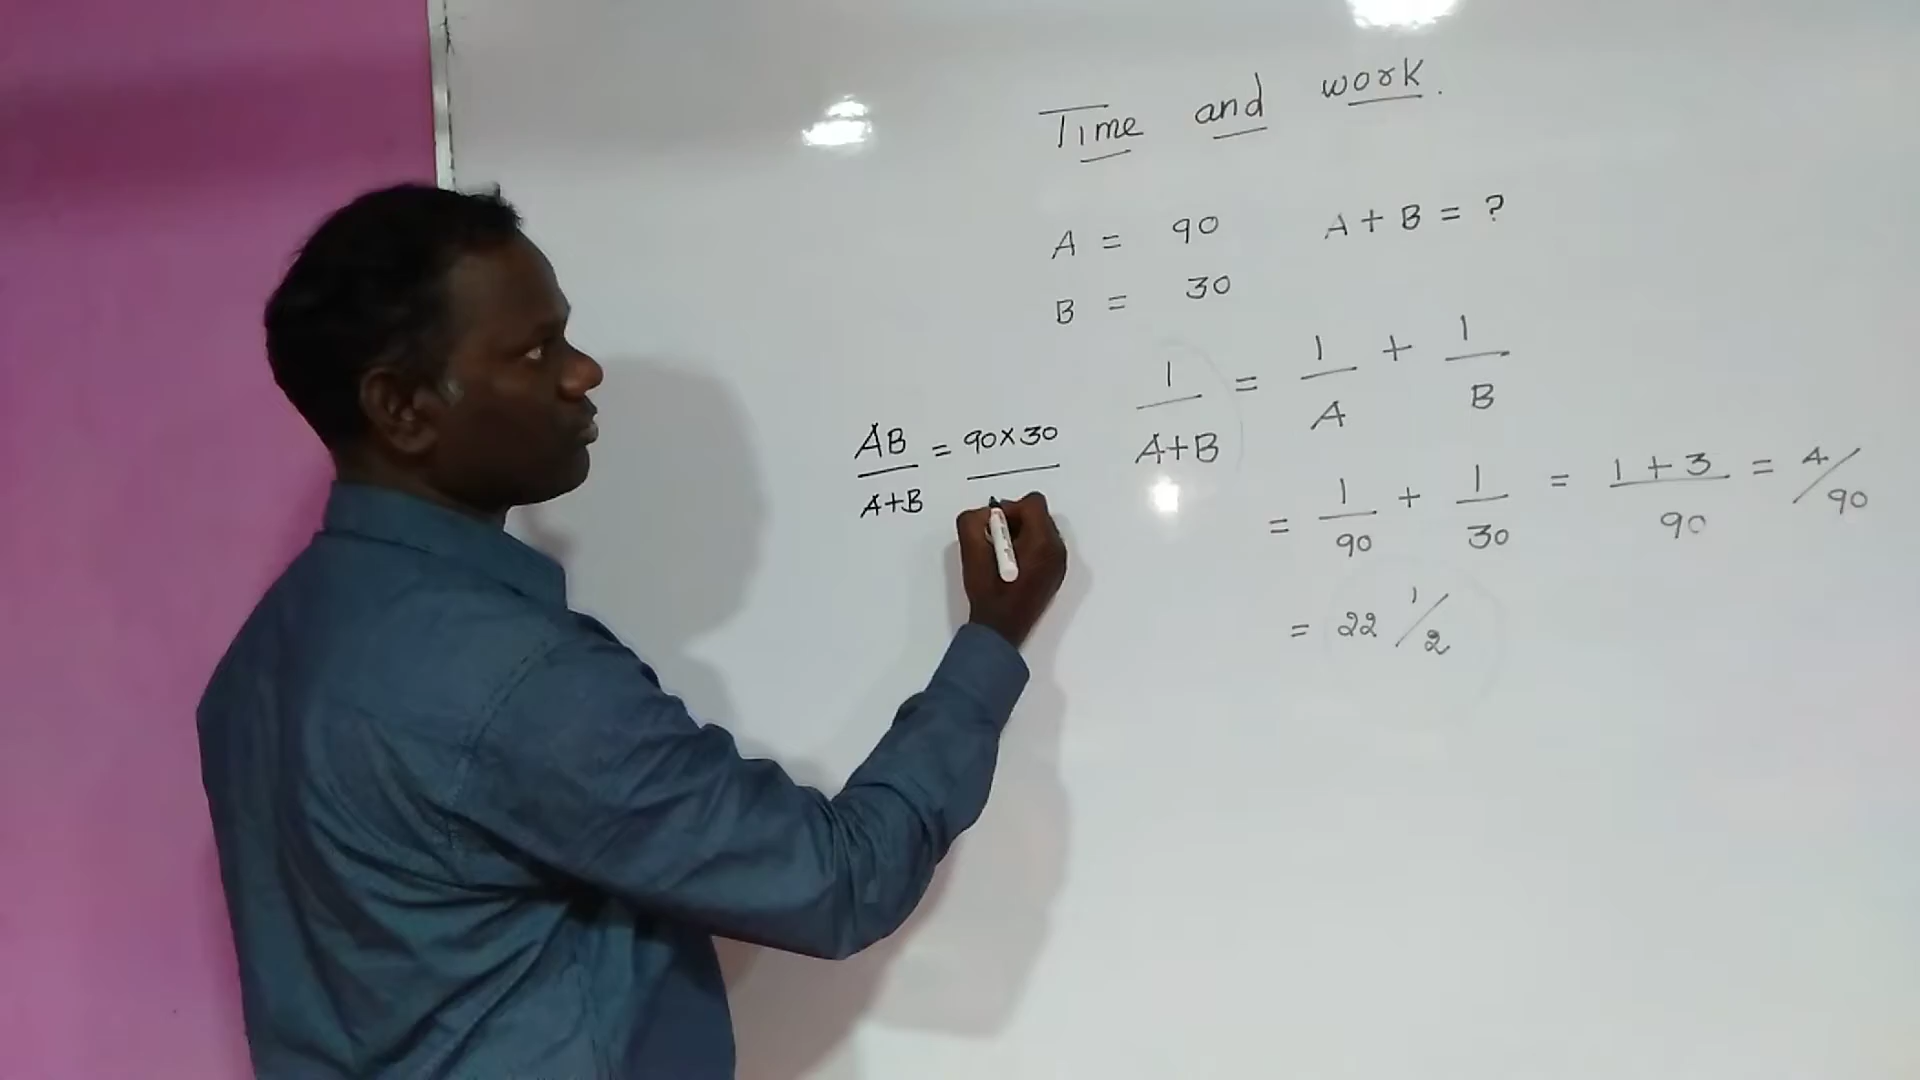 Time and work.
A = 90 A + B = ?
B = 30
1/A+B = 1/A + 1/B
AB/A+B = 90×30
= 1/90 + 1/30 = 1+3/90 = 4/90
= 22 1/2